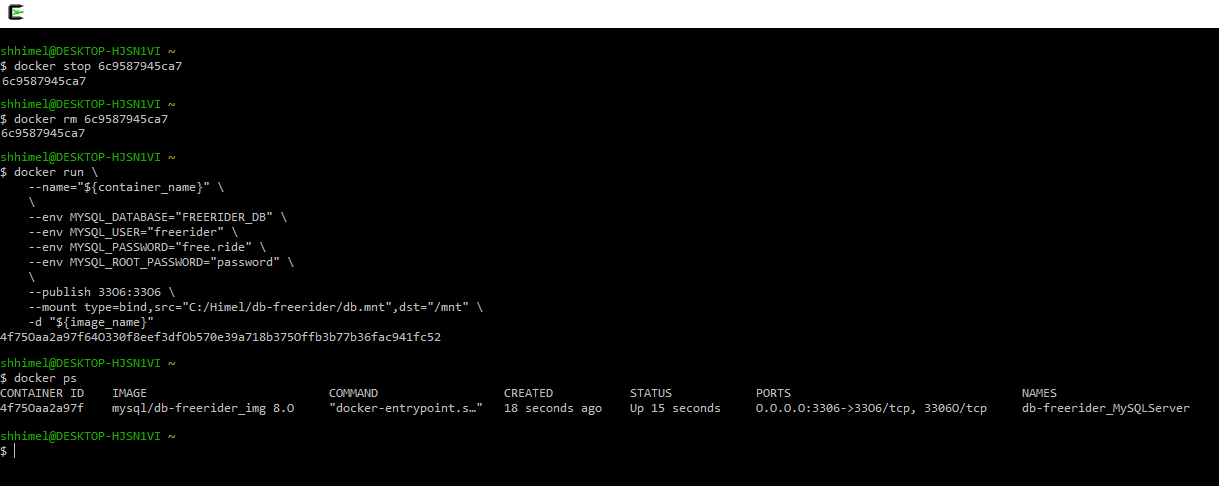 shhimel@DESKTOP-HJSN1VI ~
$ docker stop 6c9587945ca7
6c9587945ca7
shhimel@DESKTOP-HJSN1VI ~
$ docker rm 6c9587945ca7
6c9587945ca7
shhimel@DESKTOP-HJSN1VI ~
$ docker run \
    --name="${container_name}" \
    \
    --env MYSQL_DATABASE="FREERIDER_DB" \
    --env MYSQL_USER="freerider" \
    --env MYSQL_PASSWORD="free.ride" \
    --env MYSQL_ROOT_PASSWORD="password" \
    \
    --publish 3306:3306 \
    --mount type=bind,src="C:/Himel/db-freerider/db.mnt",dst="/mnt" \
    -d "${image_name}"
4f750aa2a97f640330f8eef3df0b570e39a718b3750ffb3b77b36fac941fc52
shhimel@DESKTOP-HJSN1VI ~
$ docker ps
CONTAINER ID   IMAGE                          COMMAND                  CREATED           STATUS            PORTS                                 NAMES
4f750aa2a97f   mysql/db-freerider_img 8.0     "docker-entrypoint.s…"   18 seconds ago    Up 15 seconds     0.0.0.0:3306->3306/tcp, 33060/tcp     db-freerider_MySQLServer
shhimel@DESKTOP-HJSN1VI ~
$